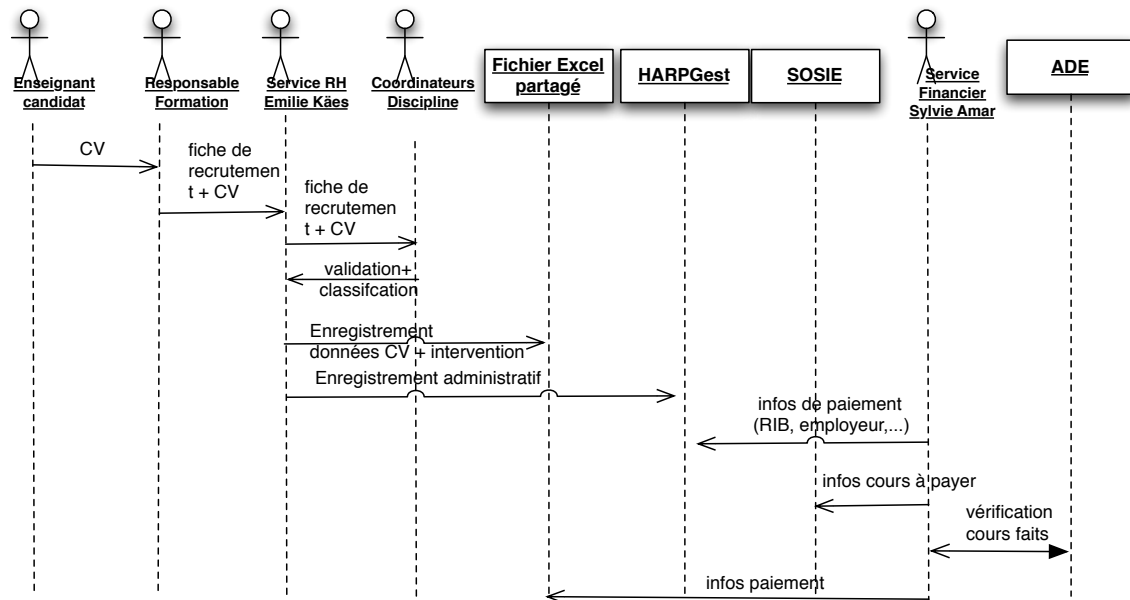 Enseignant
candidat
Responsable
Formation
Service RH
Emilie Käes
Coordinateurs
Discipline
Fichier Excel
partagé
HARPGest
SOSIE
Service
Financier
Sylvie Amar
ADE
CV
fiche de
recrutemen
t + CV
fiche de
recrutemen
t + CV
validation+
classifcation
Enregistrement
données CV + intervention
Enregistrement administratif
infos de paiement
(RIB, employeur,...)
infos cours à payer
vérification
cours faits
infos paiement